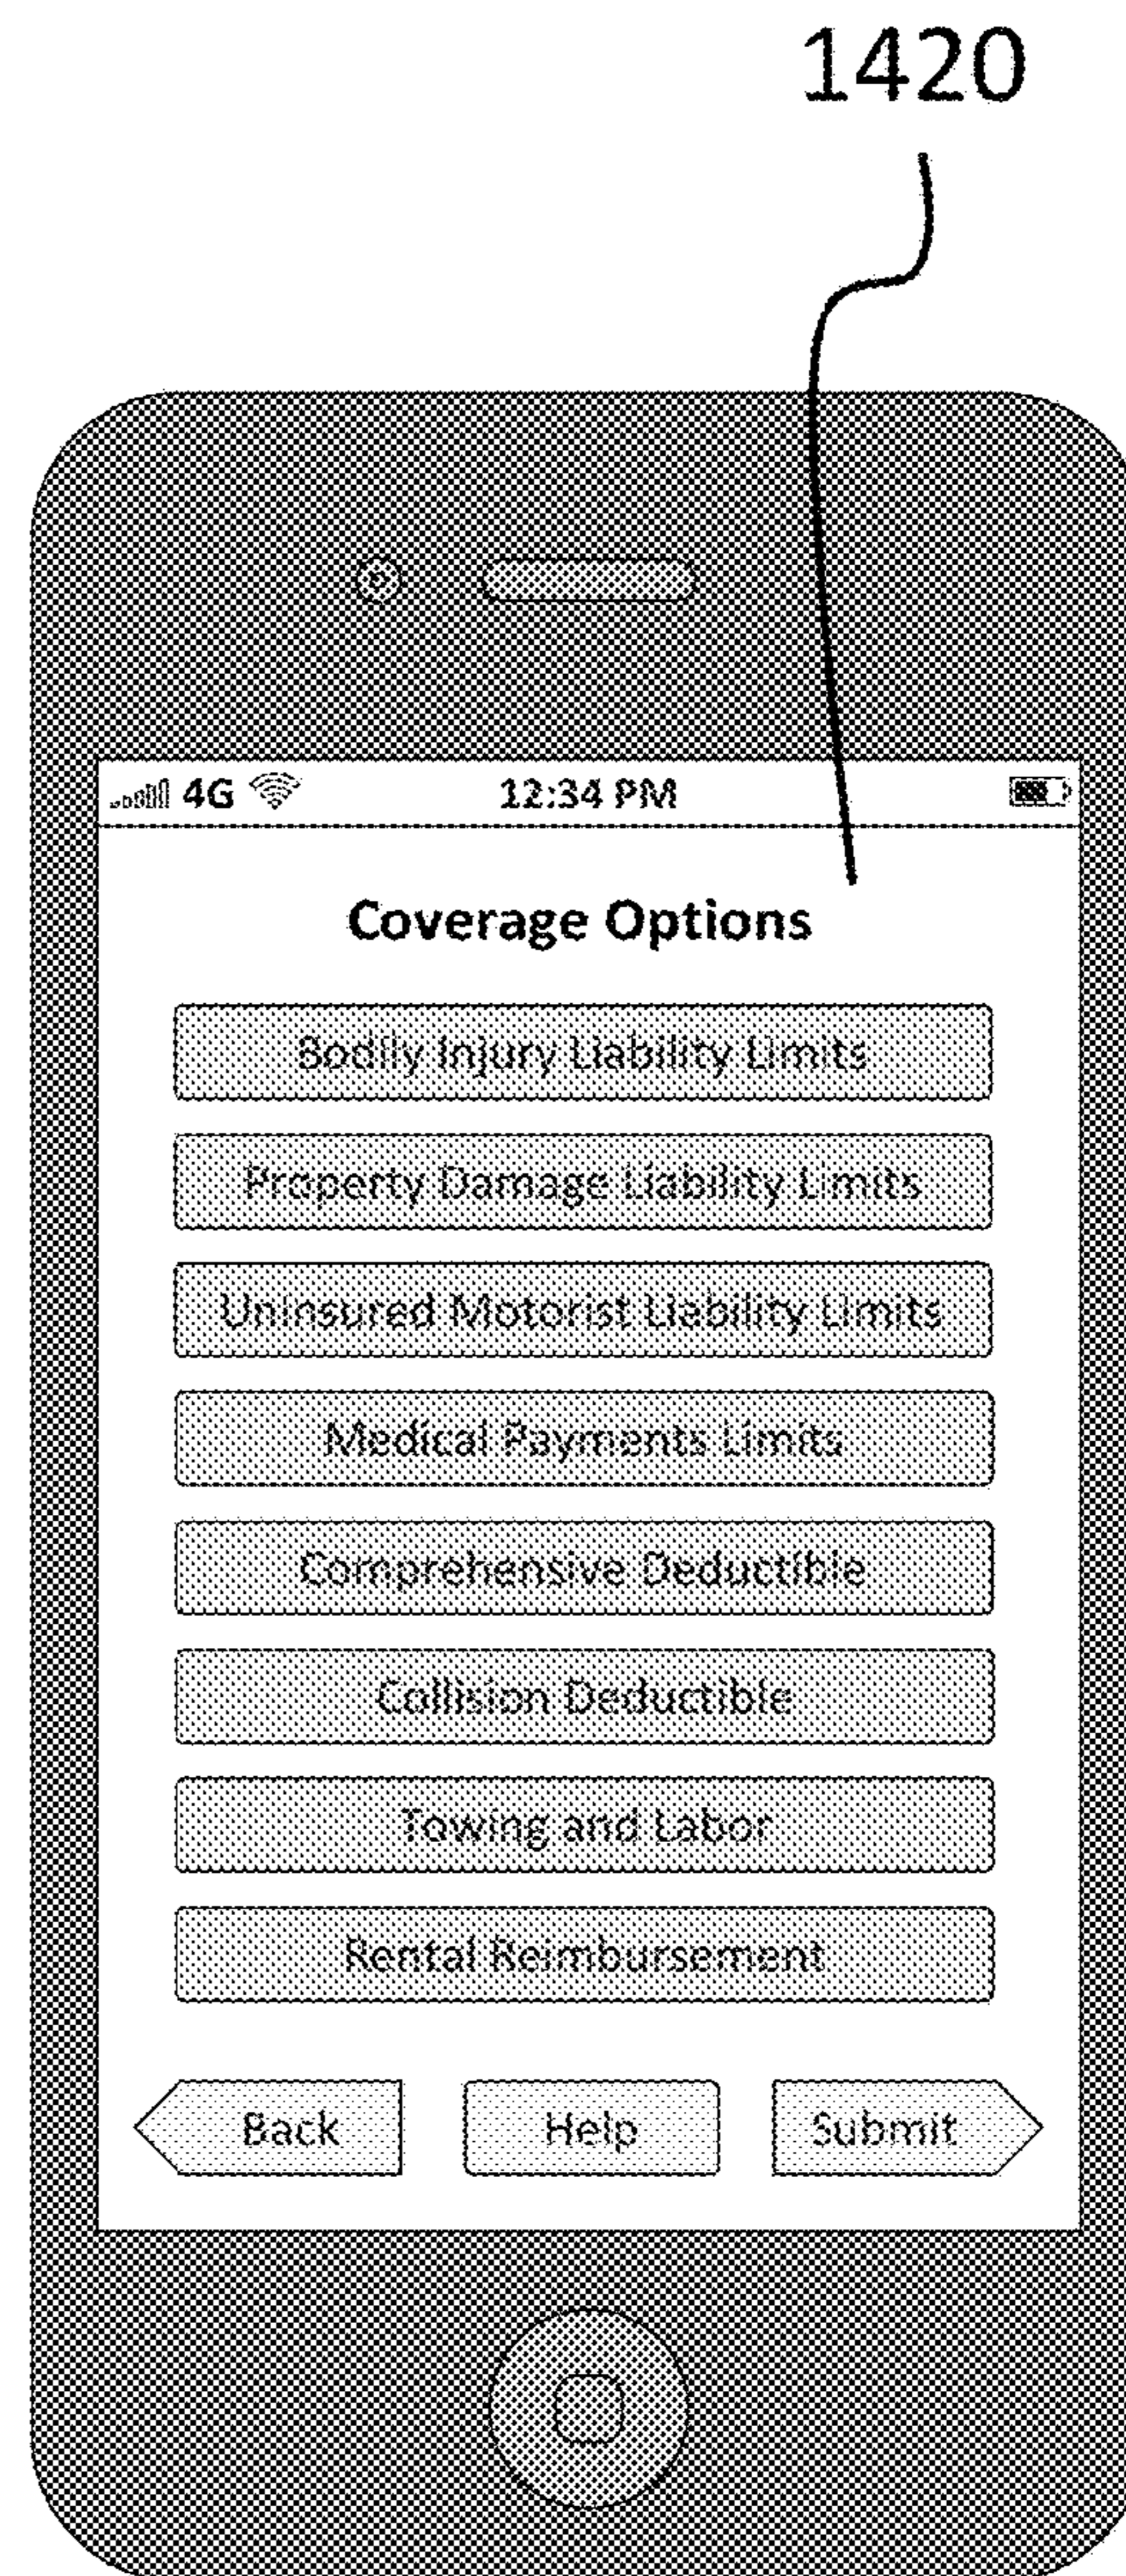 1420
4G 12:34 PM
Coverage Options
Bodily Injury Liability Limits
Property Damage Liability Limits
Uninsured Motorist Liability Limits
Medical Payments Limits
Comprehensive Deductible
Collision Deductible
Towing and Labor
Rental Reimbursement
Back Help Submit